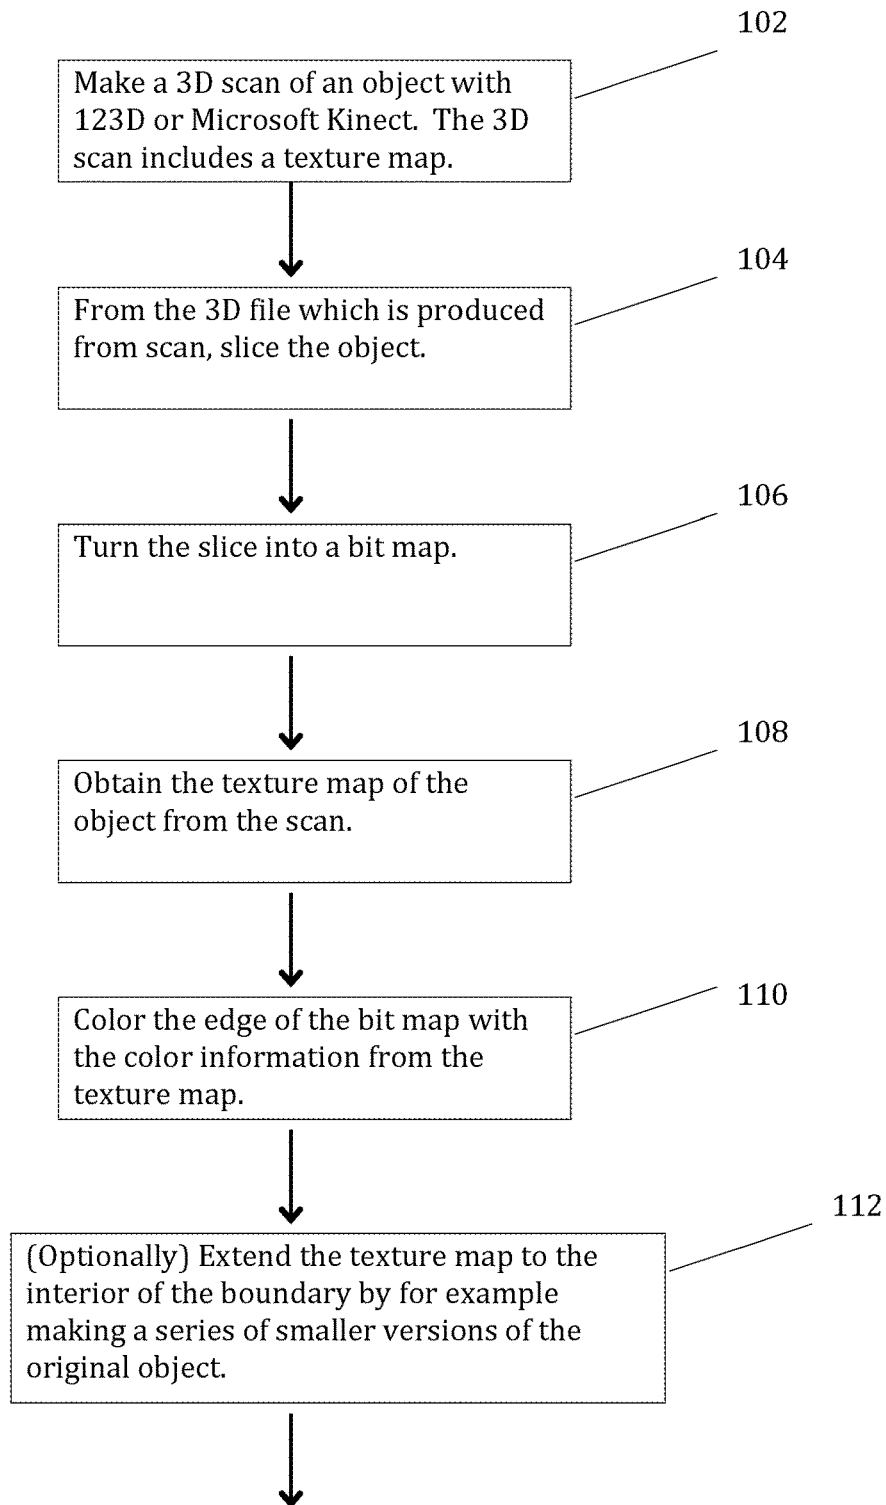 102
Make a 3D scan of an object with
123D or Microsoft Kinect.  The 3D
scan includes a texture map.
104
From the 3D file which is produced
from scan, slice the object.
106
Turn the slice into a bit map.
108
Obtain the texture map of the
object from the scan.
110
Color the edge of the bit map with
the color information from the
texture map.
112
(Optionally) Extend the texture map to the
interior of the boundary by for example
making a series of smaller versions of the
original object.